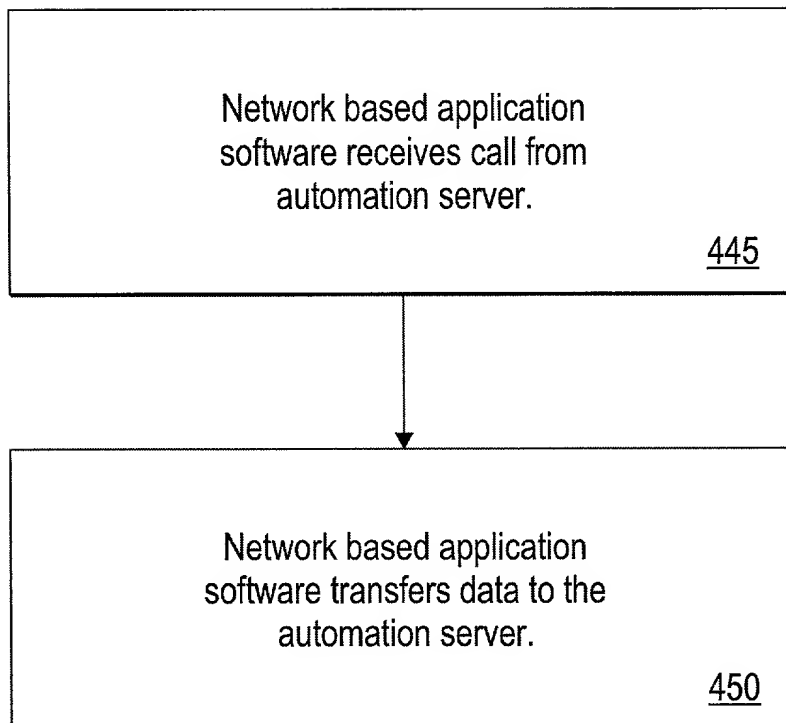 Network based application
software receives call from
automation server.
445
Network based application
software transfers data to the
automation server.
450